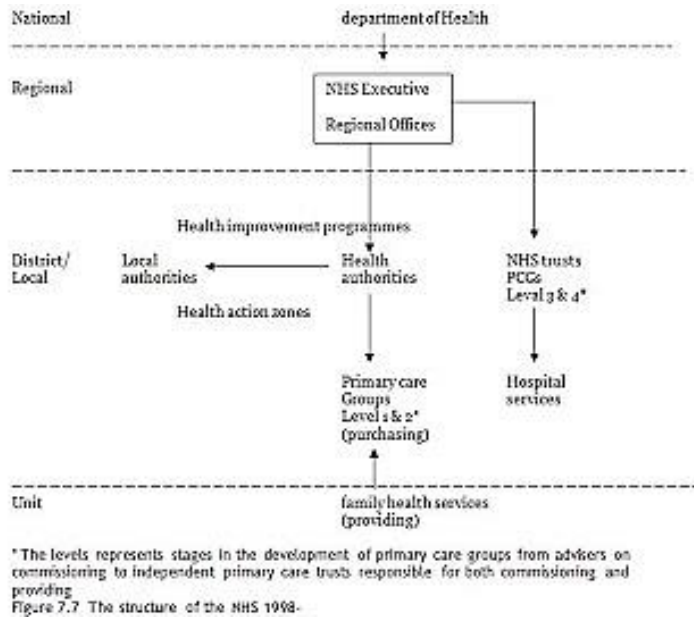 National
department of Health
Regional
NHS Executive
Regional Offices
Health improvement programmes
District/
Local
Local
authorities
Health
authorities
NHS trusts
PCGs
Leval 3 & 4*
Health action zones
Primary care
Groups
Level 1 & 2*
(purchasing)
Hospital
services
Unit
family health services
(providing)
* The levels represents stages in the development of primary care groups from advisers on
commissioning to independent primary care trusts responsible for both commissioning and
providing
Figure 7.7 The structure of the NHS 1998-